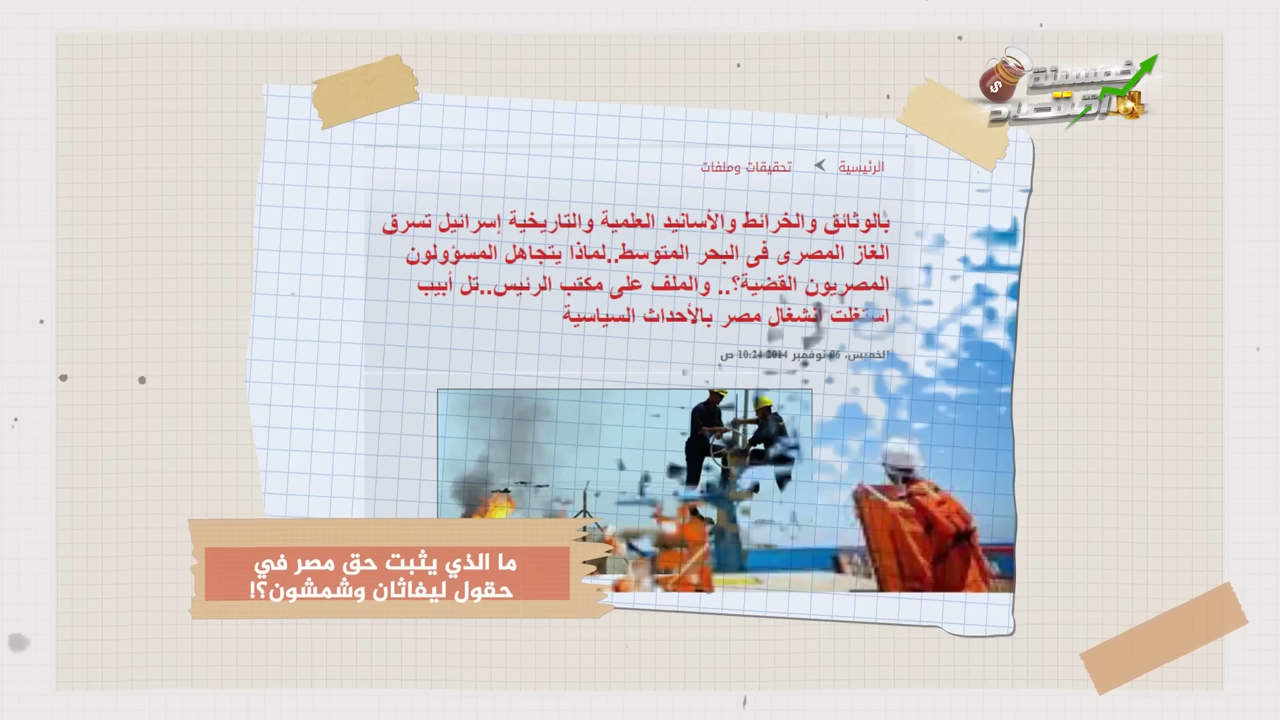 خمسينة
اقتصاد
الرئيسية
تحقيقات وملفات
بالوثائق والخرائط والأسانيد العلمية والتاريخية إسرائيل تسرق
الغاز المصرى فى البحر المتوسط..لماذا يتجاهل المسؤولون
المصريون القضية؟.. والملف على مكتب الرئيس..تل أبيب
استغلت انشغال مصر بالأحداث السياسية
الخميس، 06 نوفمبر 2014 10:24 ص
ما الذي يثبت حق مصر في
حقول ليفاثان وشمشون؟!